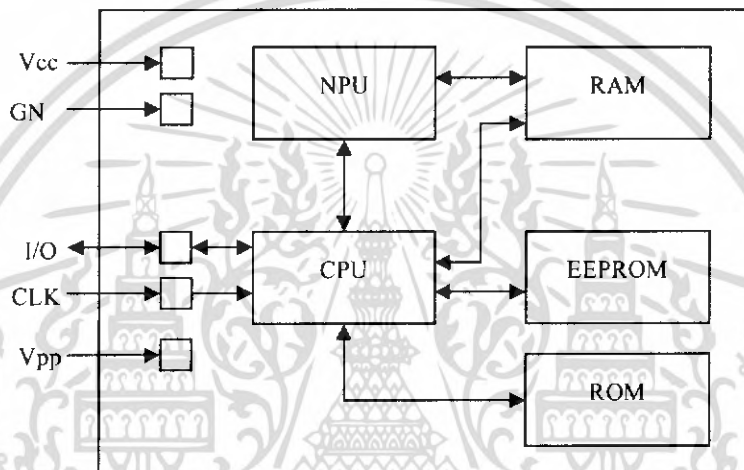 Vcc
GN
I/O
CLK
Vpp
NPU
RAM
CPU
EEPROM
ROM